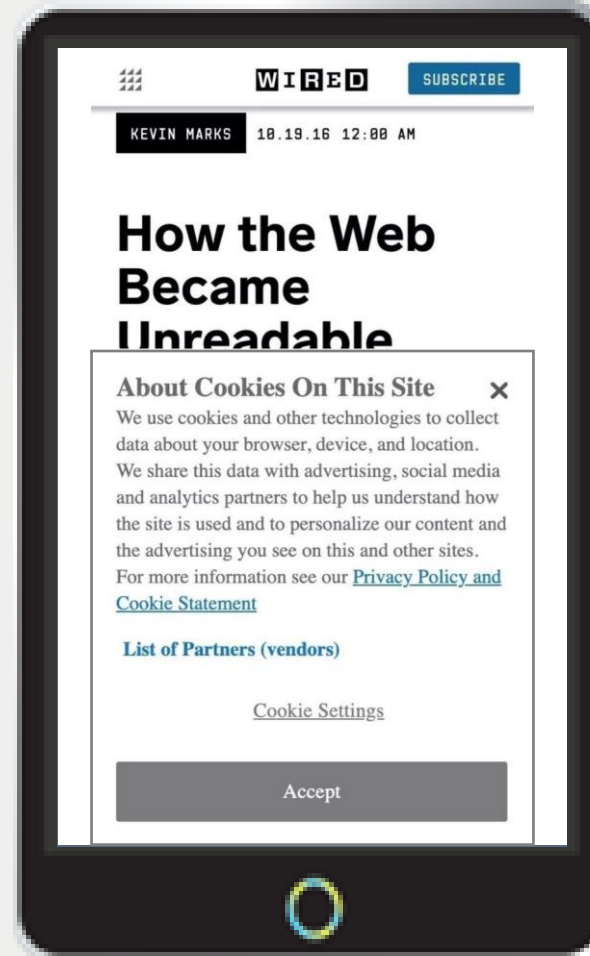 WIRED SUBSCRIBE
KEVIN MARKS 10.19.16 12:00 AM
How the Web
Became
Unreadable
About Cookies On This Site ×
We use cookies and other technologies to collect
data about your browser, device, and location.
We share this data with advertising, social media
and analytics partners to help us understand how
the site is used and to personalize our content and
the advertising you see on this and other sites.
For more information see our Privacy Policy and
Cookie Statement
List of Partners (vendors)
Cookie Settings
Accept